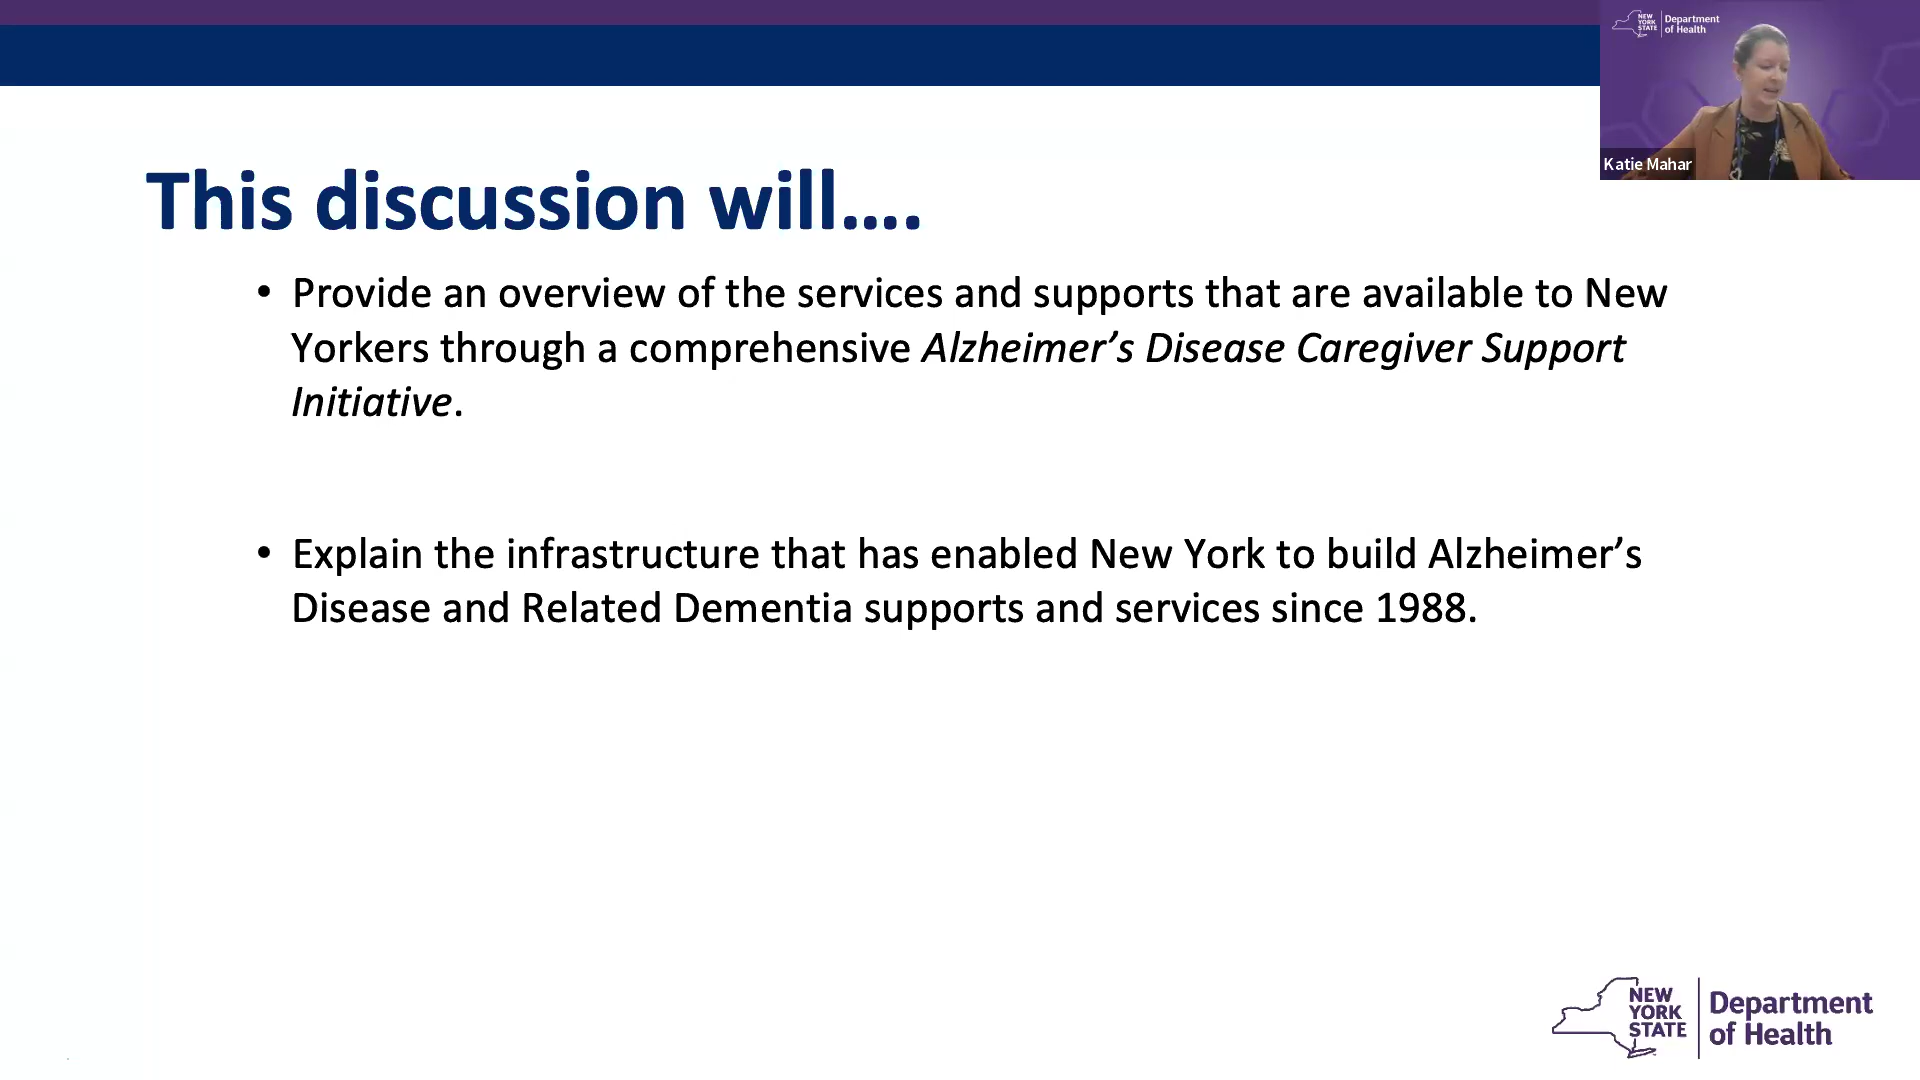 NEW
YORK
STATE
Department
of Health
Katie Mahar
This discussion will....
• Provide an overview of the services and supports that are available to New
Yorkers through a comprehensive Alzheimer’s Disease Caregiver Support
Initiative.
• Explain the infrastructure that has enabled New York to build Alzheimer’s
Disease and Related Dementia supports and services since 1988.
NEW
YORK
STATE
Department
of Health